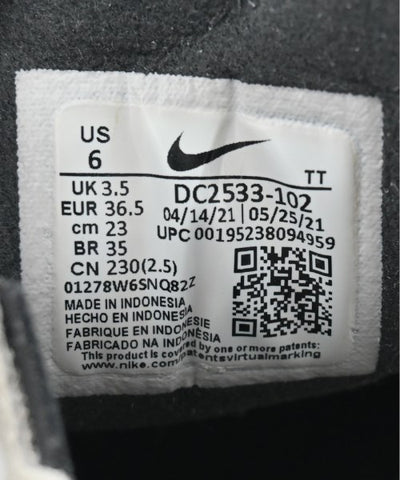 US
6
TT
UK 3.5
EUR 36.5
cm 23
BR 35
CN 230(2.5)
DC2533-102
04/14/21 | 05/25/21
UPC 00195238094959
01278W6SNQ82Z
MADE IN INDONESIA
HECHO EN INDONESIA
FABRIQUE EN INDONESIE
FABRICADO NA INDONÉSIA
This product is covered by one or more patents
www.nike.com/patentsvirtualmarking